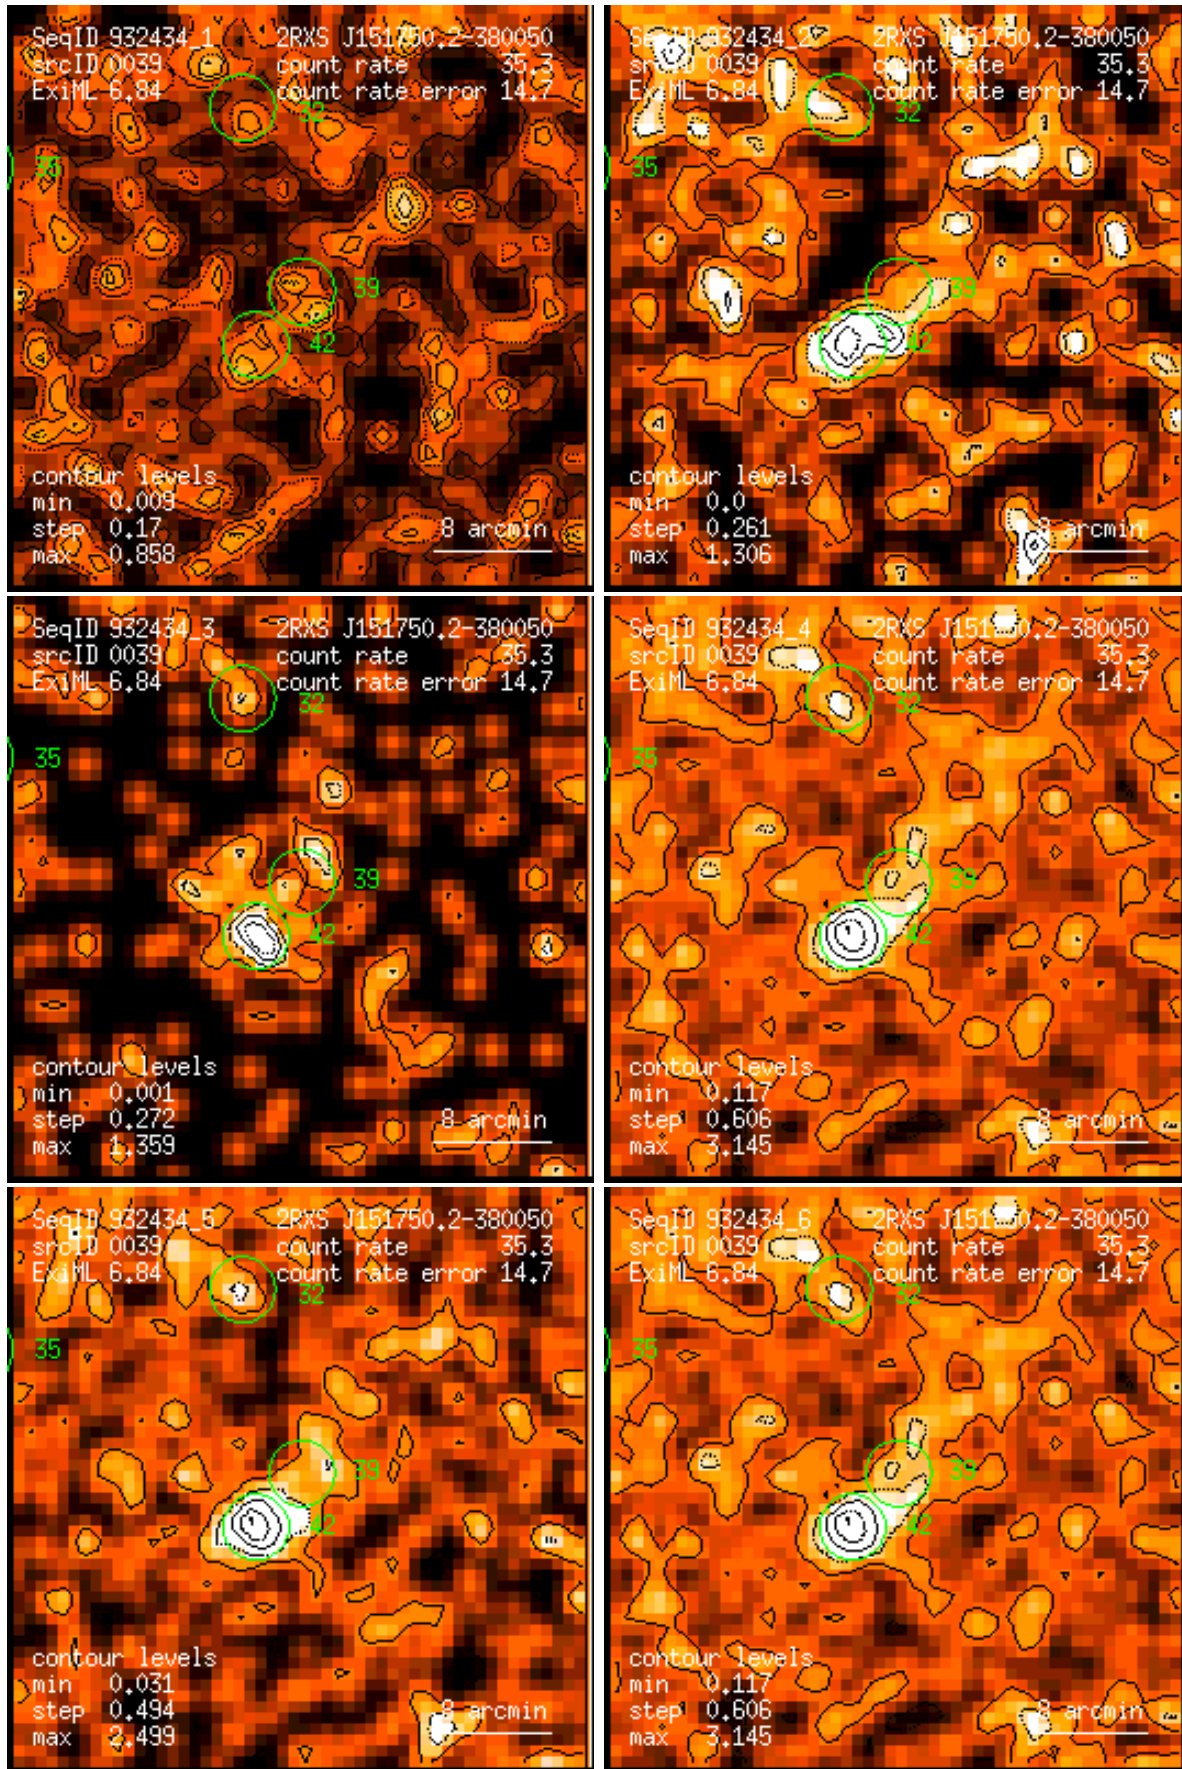 SeqID 932434_1 2RXS J151750.2-380050
srcID 0039 count rate 35.3
ExiML 6.84 count rate error 14.7
32
35
39
42
contour levels
min 0.009
step 0.17 8 arcmin
max 0.858
SeqID 932434_2 2RXS J151750.2-380050
srcID 0039 count rate 35.3
ExiML 6.84 count rate error 14.7
32
35
39
42
contour levels
min 0.0
step 0.261 8 arcmin
max 1.306
SeqID 932434_3 2RXS J151750.2-380050
srcID 0039 count rate 35.3
ExiML 6.84 count rate error 14.7
32
35
39
42
contour levels
min 0.001
step 0.272 8 arcmin
max 1.359
SeqID 932434_4 2RXS J151750.2-380050
srcID 0039 count rate 35.3
ExiML 6.84 count rate error 14.7
32
35
39
42
contour levels
min 0.117
step 0.606 8 arcmin
max 3.145
SeqID 932434_5 2RXS J151750.2-380050
srcID 0039 count rate 35.3
ExiML 6.84 count rate error 14.7
32
35
39
42
contour levels
min 0.031
step 0.494 8 arcmin
max 2.499
SeqID 932434_6 2RXS J151750.2-380050
srcID 0039 count rate 35.3
ExiML 6.84 count rate error 14.7
32
35
39
42
contour levels
min 0.117
step 0.606 8 arcmin
max 3.145